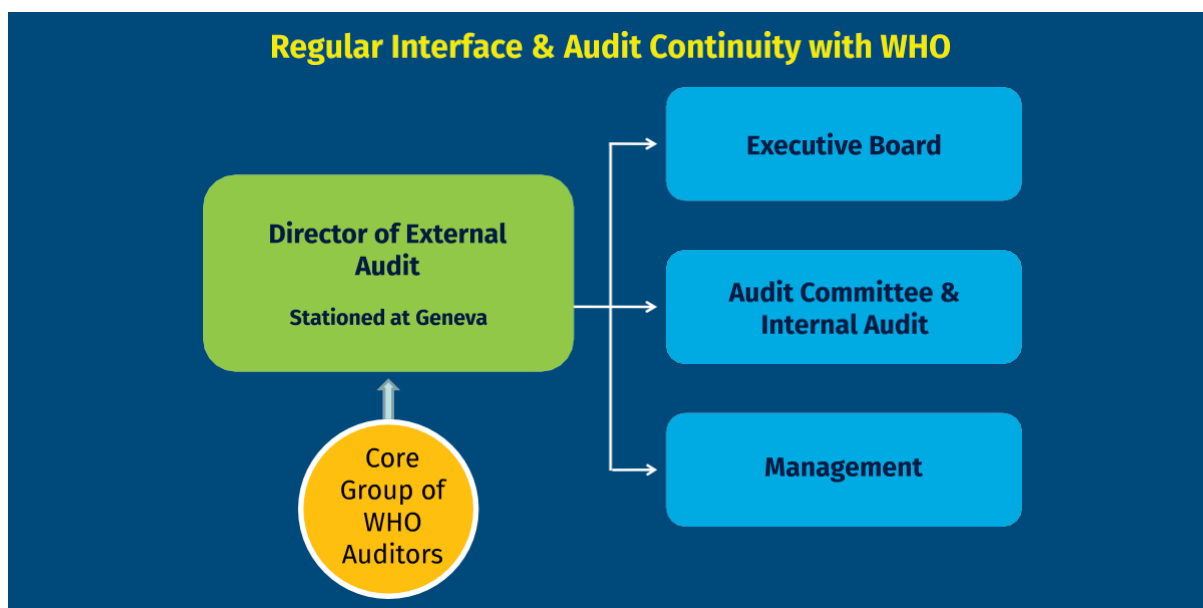 Regular Interface & Audit Continuity with WHO
Director of External
Audit
Stationed at Geneva
Core
Group of
WHO
Auditors
Executive Board
Audit Committee &
Internal Audit
Management